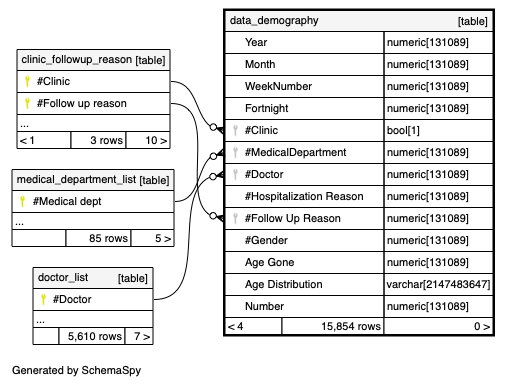 clinic_followup_reason [table]
#Clinic
#Follow up reason
...
< 1 3 rows 10 >
medical_department_list [table]
#Medical dept
...
85 rows 5 >
doctor_list [table]
#Doctor
...
5,610 rows 7 >
data_demography [table]
Year numeric[131089]
Month numeric[131089]
WeekNumber numeric[131089]
Fortnight numeric[131089]
#Clinic bool[1]
#MedicalDepartment numeric[131089]
#Doctor numeric[131089]
#Hospitalization Reason numeric[131089]
#Follow Up Reason numeric[131089]
#Gender numeric[131089]
Age Gone numeric[131089]
Age Distribution varchar[2147483647]
Number numeric[131089]
< 4 15,854 rows 0 >
Generated by SchemaSpy